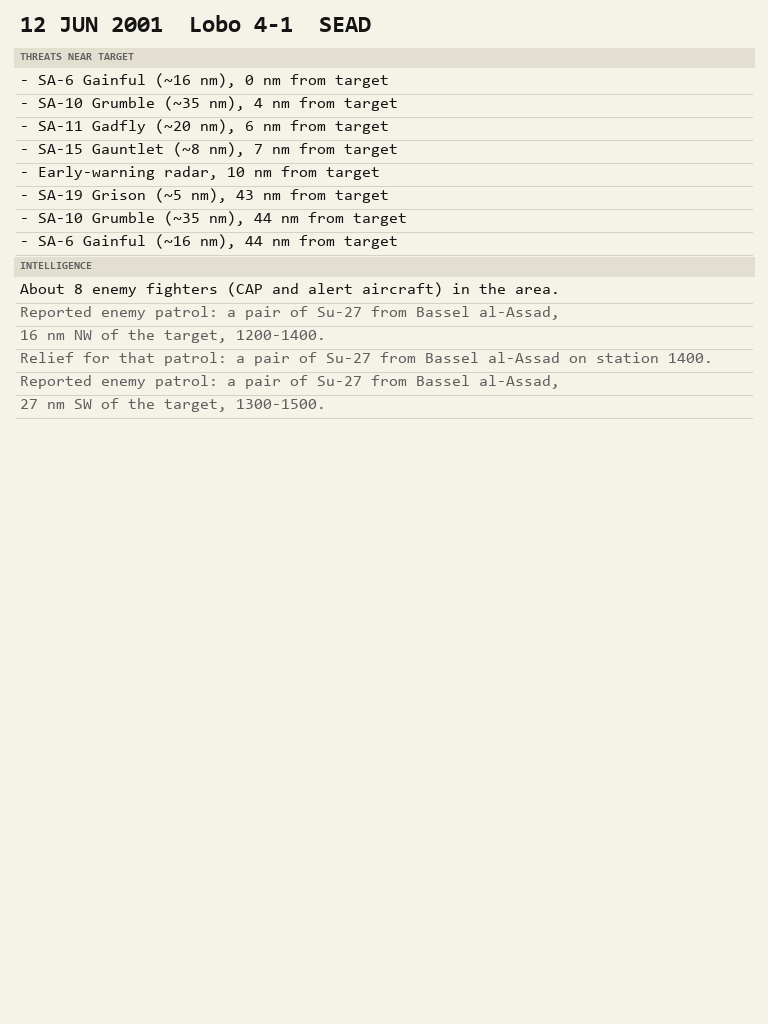 12 JUN 2001  Lobo 4-1  SEAD
THREATS NEAR TARGET
- SA-6 Gainful (~16 nm), 0 nm from target
- SA-10 Grumble (~35 nm), 4 nm from target
- SA-11 Gadfly (~20 nm), 6 nm from target
- SA-15 Gauntlet (~8 nm), 7 nm from target
- Early-warning radar, 10 nm from target
- SA-19 Grison (~5 nm), 43 nm from target
- SA-10 Grumble (~35 nm), 44 nm from target
- SA-6 Gainful (~16 nm), 44 nm from target
INTELLIGENCE
About 8 enemy fighters (CAP and alert aircraft) in the area.
Reported enemy patrol: a pair of Su-27 from Bassel al-Assad,
16 nm NW of the target, 1200-1400.
Relief for that patrol: a pair of Su-27 from Bassel al-Assad on station 1400.
Reported enemy patrol: a pair of Su-27 from Bassel al-Assad,
27 nm SW of the target, 1300-1500.